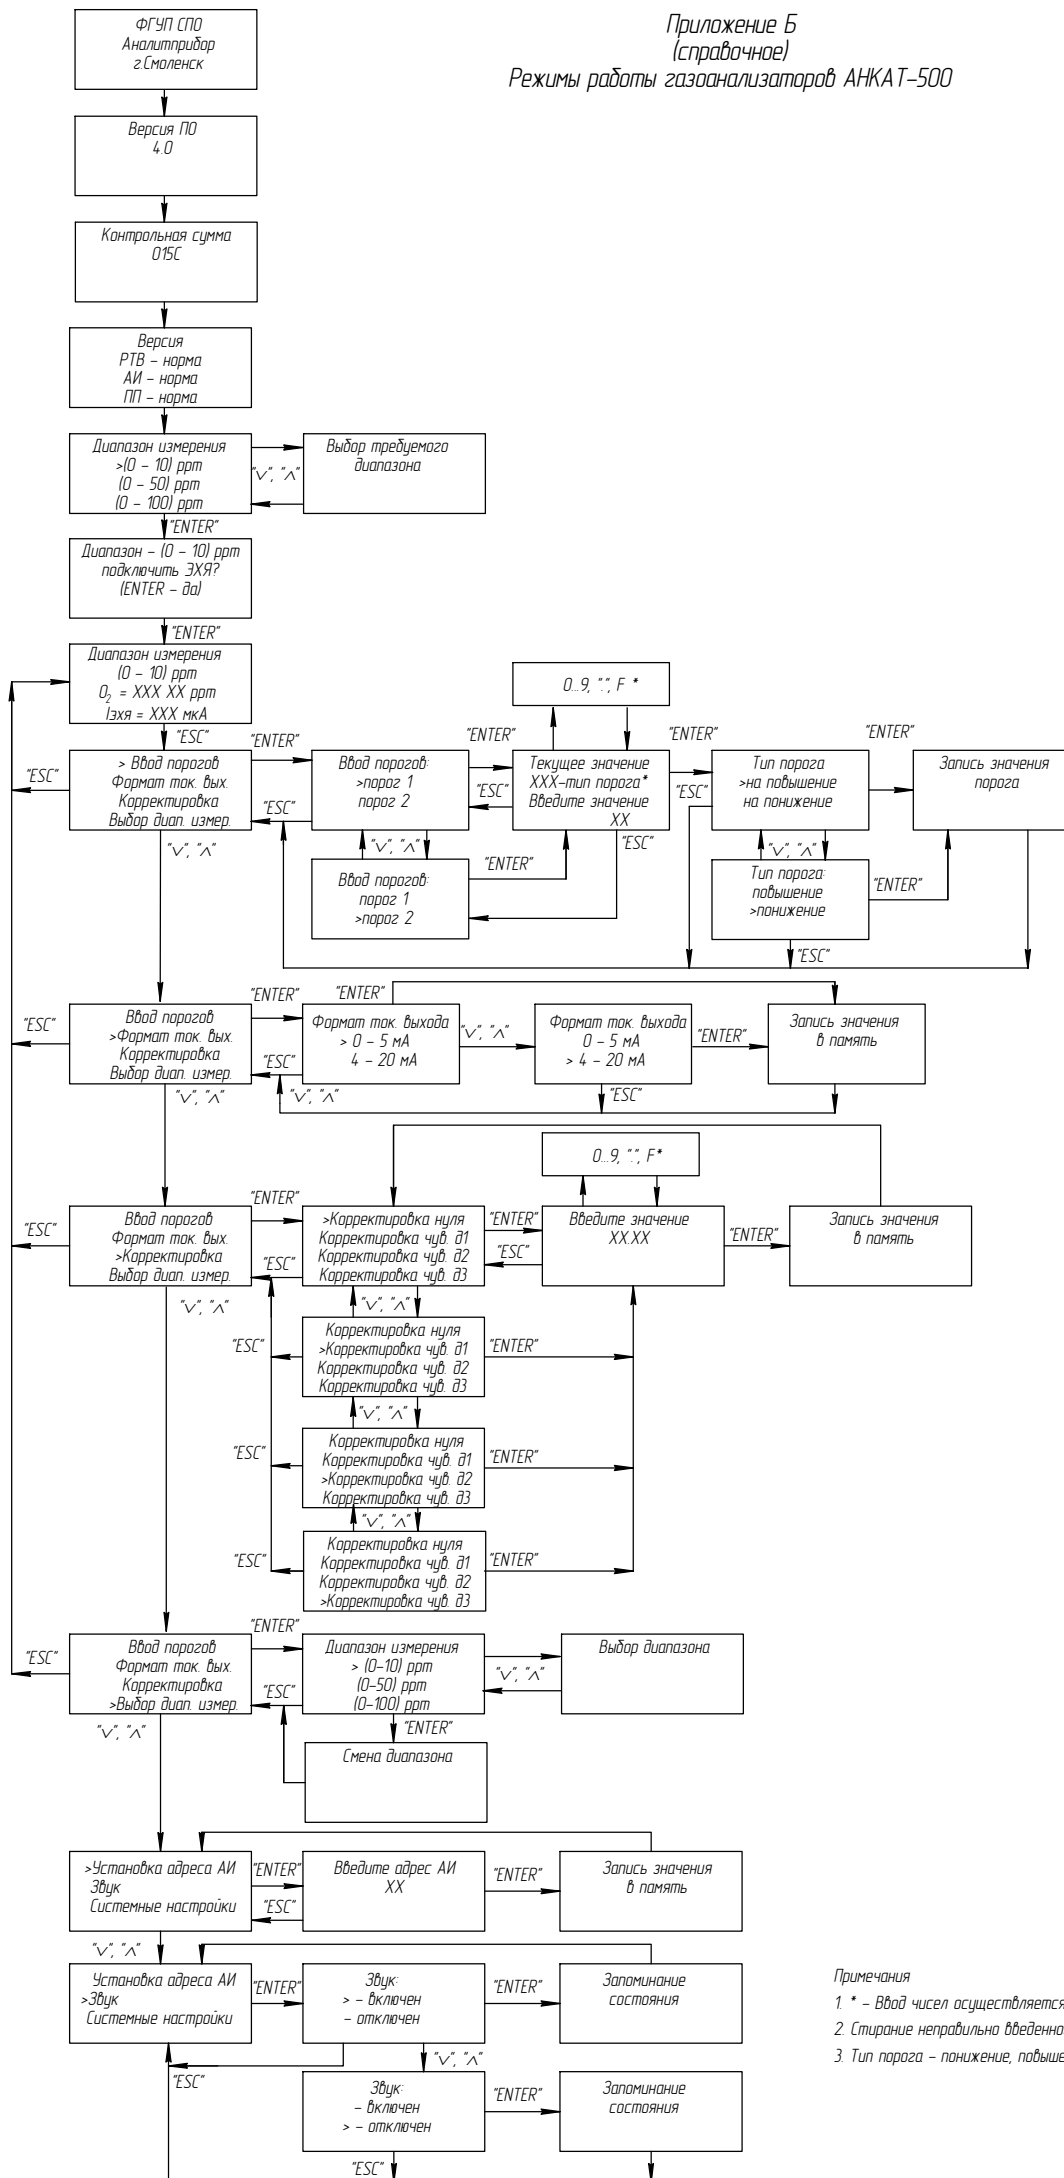 Приложение Б
(справочное)
Режимы работы газоанализаторов АНКАТ-500
ФГУП СПО
Аналитприбор
г.Смоленск
Версия ПО
4.0
Контрольная сумма
015С
Версия
РТВ – норма
АИ – норма
ПП – норма
Диапазон измерения
>(0 – 10) ppm
(0 – 50) ppm
(0 – 100) ppm
"∨", "∧"
Выбор требуемого
диапазона
"ENTER"
Диапазон – (0 – 10) ppm
подключить ЭХЯ?
(ENTER – да)
"ENTER"
Диапазон измерения
(0 – 10) ppm
O2 = XXX XX ppm
Iэхя = XXX мкА
"ESC"
0...9, ".", F *
"ESC"
> Ввод порогов
Формат ток. вых.
Корректировка
Выбор диап. измер.
"ENTER"
"ESC"
Ввод порогов:
>порог 1
порог 2
"ENTER"
"ESC"
Текущее значение
XXX-тип порога*
Введите значение
XX
"ENTER"
"ESC"
Тип порога
>на повышение
на понижение
"ENTER"
Запись значения
порога
"∨", "∧"
"∨", "∧"
"ENTER"
"ESC"
"∨", "∧"
Ввод порогов:
порог 1
>порог 2
Тип порога:
повышение
>понижение
"ENTER"
"ESC"
"ESC"
Ввод порогов
>Формат ток. вых.
Корректировка
Выбор диап. измер.
"ENTER"
"ESC"
"ENTER"
Формат ток. выхода
> 0 – 5 мА
4 – 20 мА
"∨", "∧"
Формат ток. выхода
0 – 5 мА
> 4 – 20 мА
"ENTER"
Запись значения
в память
"∨", "∧"
"∨", "∧"
"ESC"
0...9, ".", F*
"ESC"
Ввод порогов
Формат ток. вых.
>Корректировка
Выбор диап. измер.
"ENTER"
"ESC"
>Корректировка нуля
Корректировка чув. д1
Корректировка чув. д2
Корректировка чув. д3
"ENTER"
"ESC"
Введите значение
XX.XX
"ENTER"
Запись значения
в память
"∨", "∧"
"∨", "∧"
"ESC"
Корректировка нуля
>Корректировка чув. д1
Корректировка чув. д2
Корректировка чув. д3
"ENTER"
"∨", "∧"
"ESC"
Корректировка нуля
Корректировка чув. д1
>Корректировка чув. д2
Корректировка чув. д3
"ENTER"
"∨", "∧"
"ESC"
Корректировка нуля
Корректировка чув. д1
Корректировка чув. д2
>Корректировка чув. д3
"ENTER"
"ESC"
Ввод порогов
Формат ток. вых.
Корректировка
>Выбор диап. измер.
"ENTER"
"ESC"
Диапазон измерения
> (0–10) ppm
(0–50) ppm
(0–100) ppm
"∨", "∧"
Выбор диапазона
"∨", "∧"
"ENTER"
Смена диапазона
>Установка адреса АИ
Звук
Системные настройки
"ENTER"
"ESC"
Введите адрес АИ
XX
"ENTER"
Запись значения
в память
"∨", "∧"
Установка адреса АИ
>Звук
Системные настройки
"ENTER"
Звук:
> – включен
– отключен
"ENTER"
Запоминание
состояния
"ESC"
"∨", "∧"
Звук:
– включен
> – отключен
"ENTER"
Запоминание
состояния
"ESC"
Примечания
1. * – Ввод чисел осуществляется
2. Стирание неправильно
3. Тип порога – понижение,